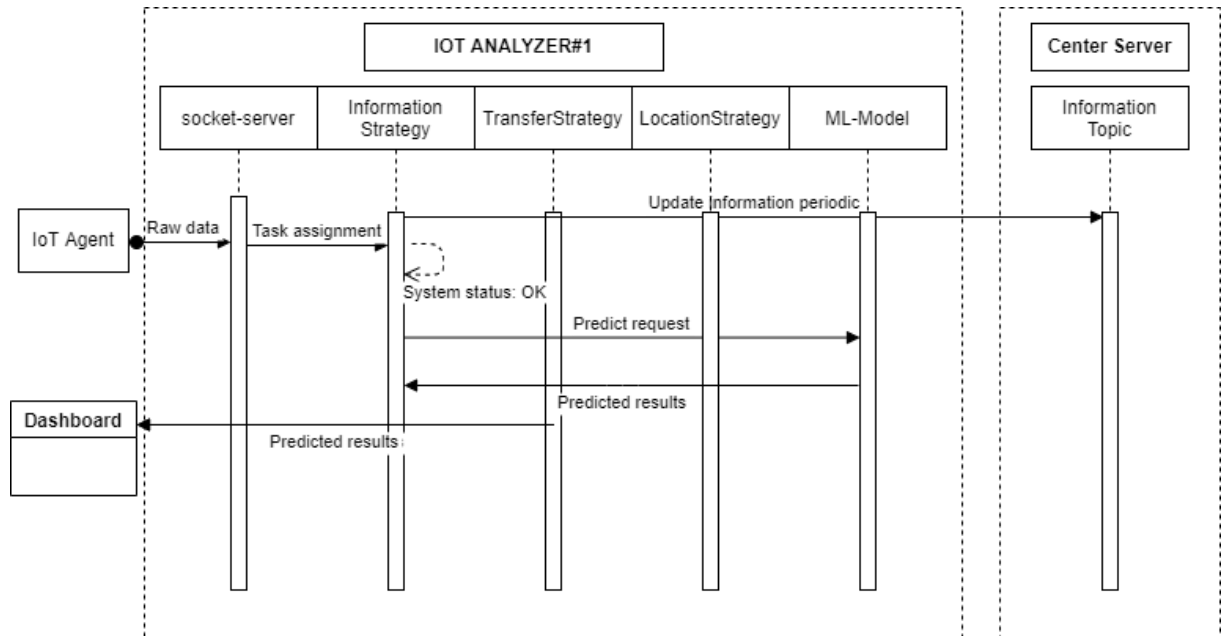 IOT ANALYZER#1
Center Server
socket-server
Information
Strategy
TransferStrategy
LocationStrategy
ML-Model
Information
Topic
Update Information periodic
IoT Agent
Raw data
Task assignment
System status: OK
Predict request
Predicted results
Dashboard
Predicted results